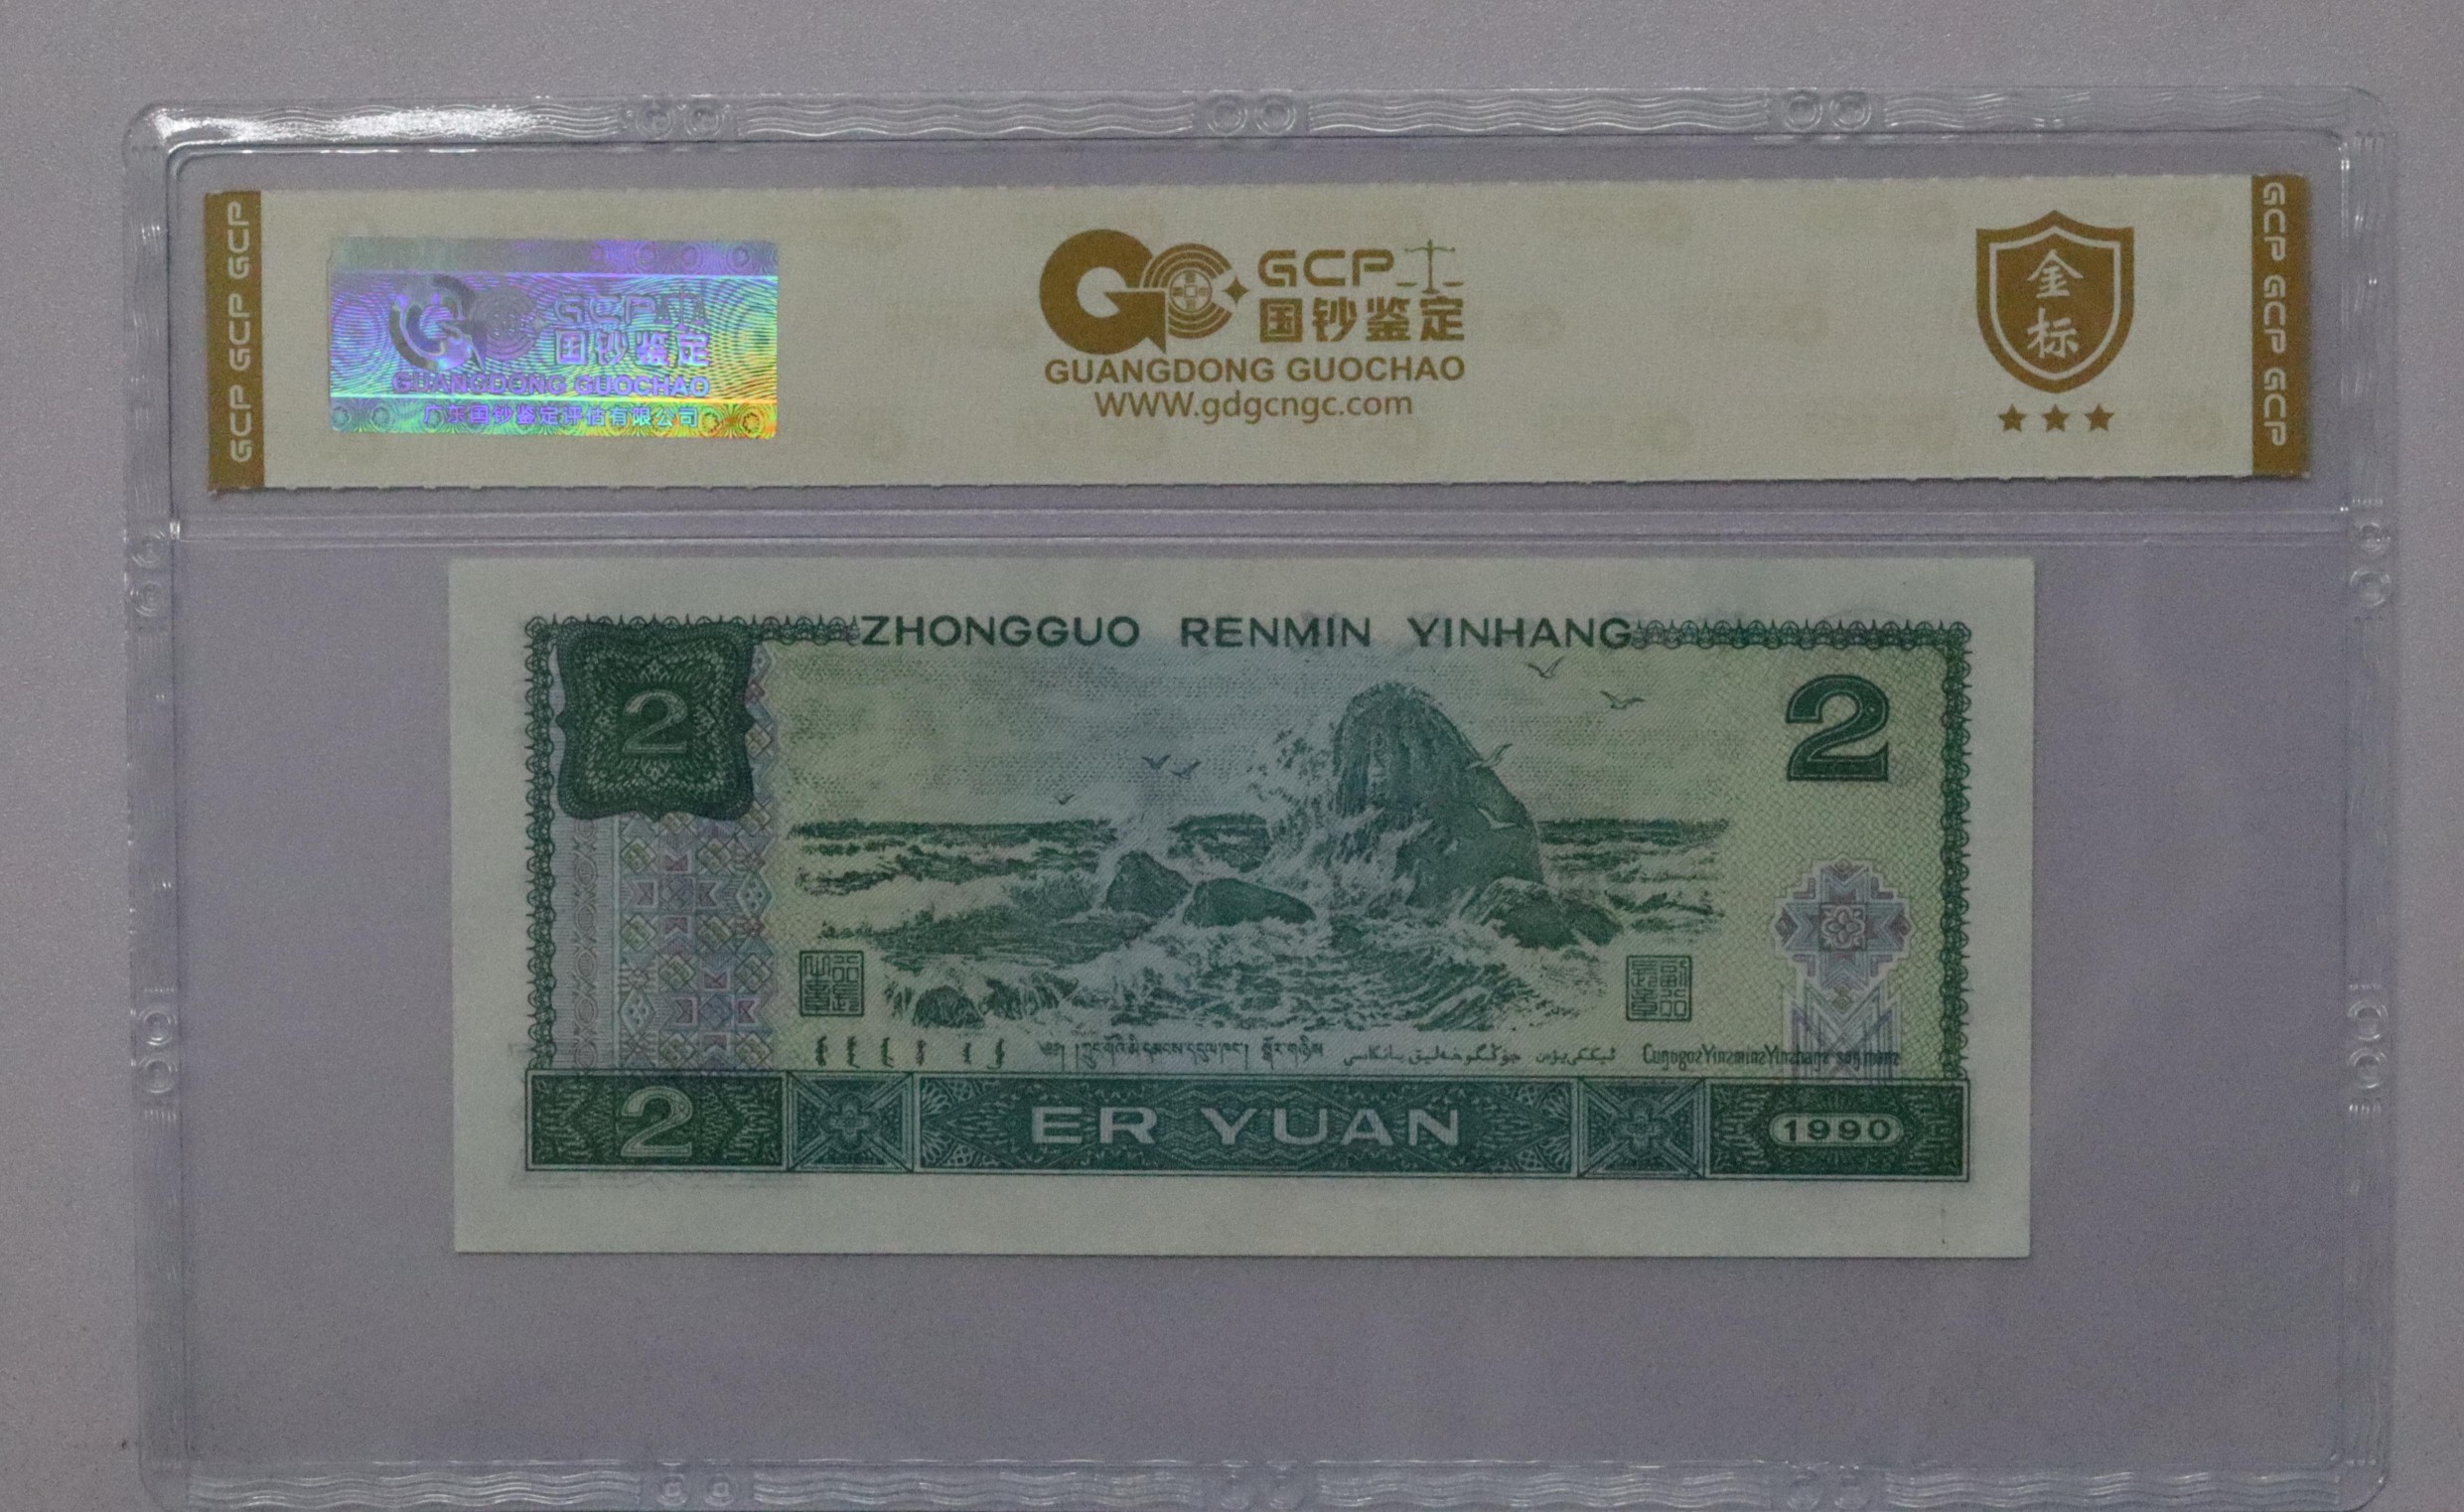 GCP GCP GCP
GCP
国钞鉴定
GUANGDONG GUOCHAO
广东国钞鉴定评估有限公司
GCP
国钞鉴定
GUANGDONG GUOCHAO
WWW.gdgcngc.com
金
标
GCP GCP GCP
ZHONGGUO RENMIN YINHANG
2
2
2
ER YUAN
1990